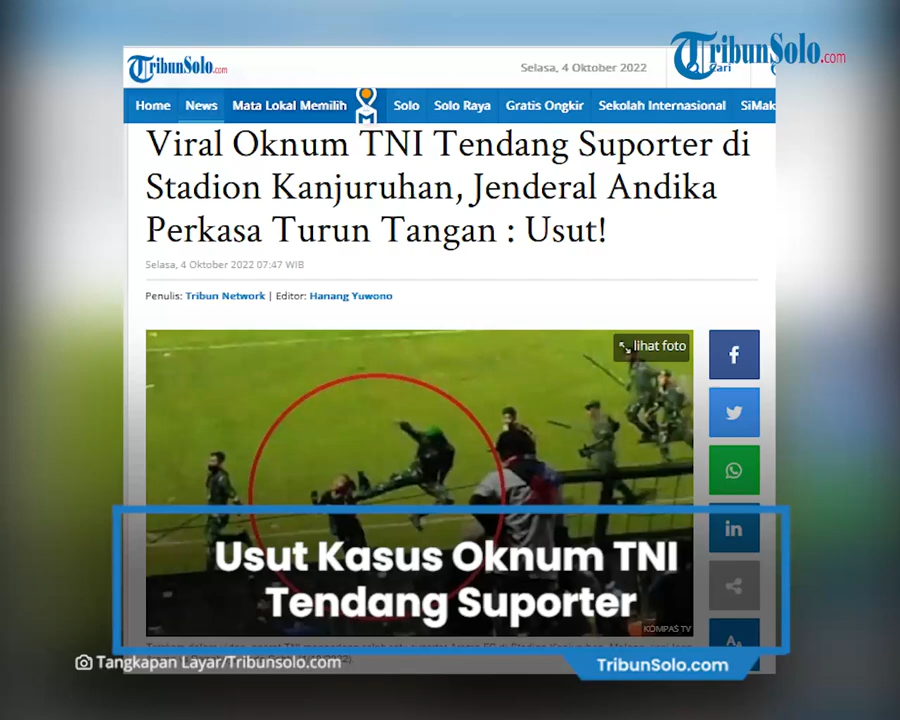 TribunSolo.com
TribunSolo.com
Selasa, 4 Oktober 2022
Cari
Home News Mata Lokal Memilih Solo Solo Raya Gratis Ongkir Sekolah Internasional SiMak
Viral Oknum TNI Tendang Suporter di
Stadion Kanjuruhan, Jenderal Andika
Perkasa Turun Tangan : Usut!
Selasa, 4 Oktober 2022 07:47 WIB
Penulis: Tribun Network | Editor: Hanang Yuwono
lihat foto
Usut Kasus Oknum TNI
Tendang Suporter
KOMPAS TV
Tangkapan Layar/Tribunsolo.com
TribunSolo.com